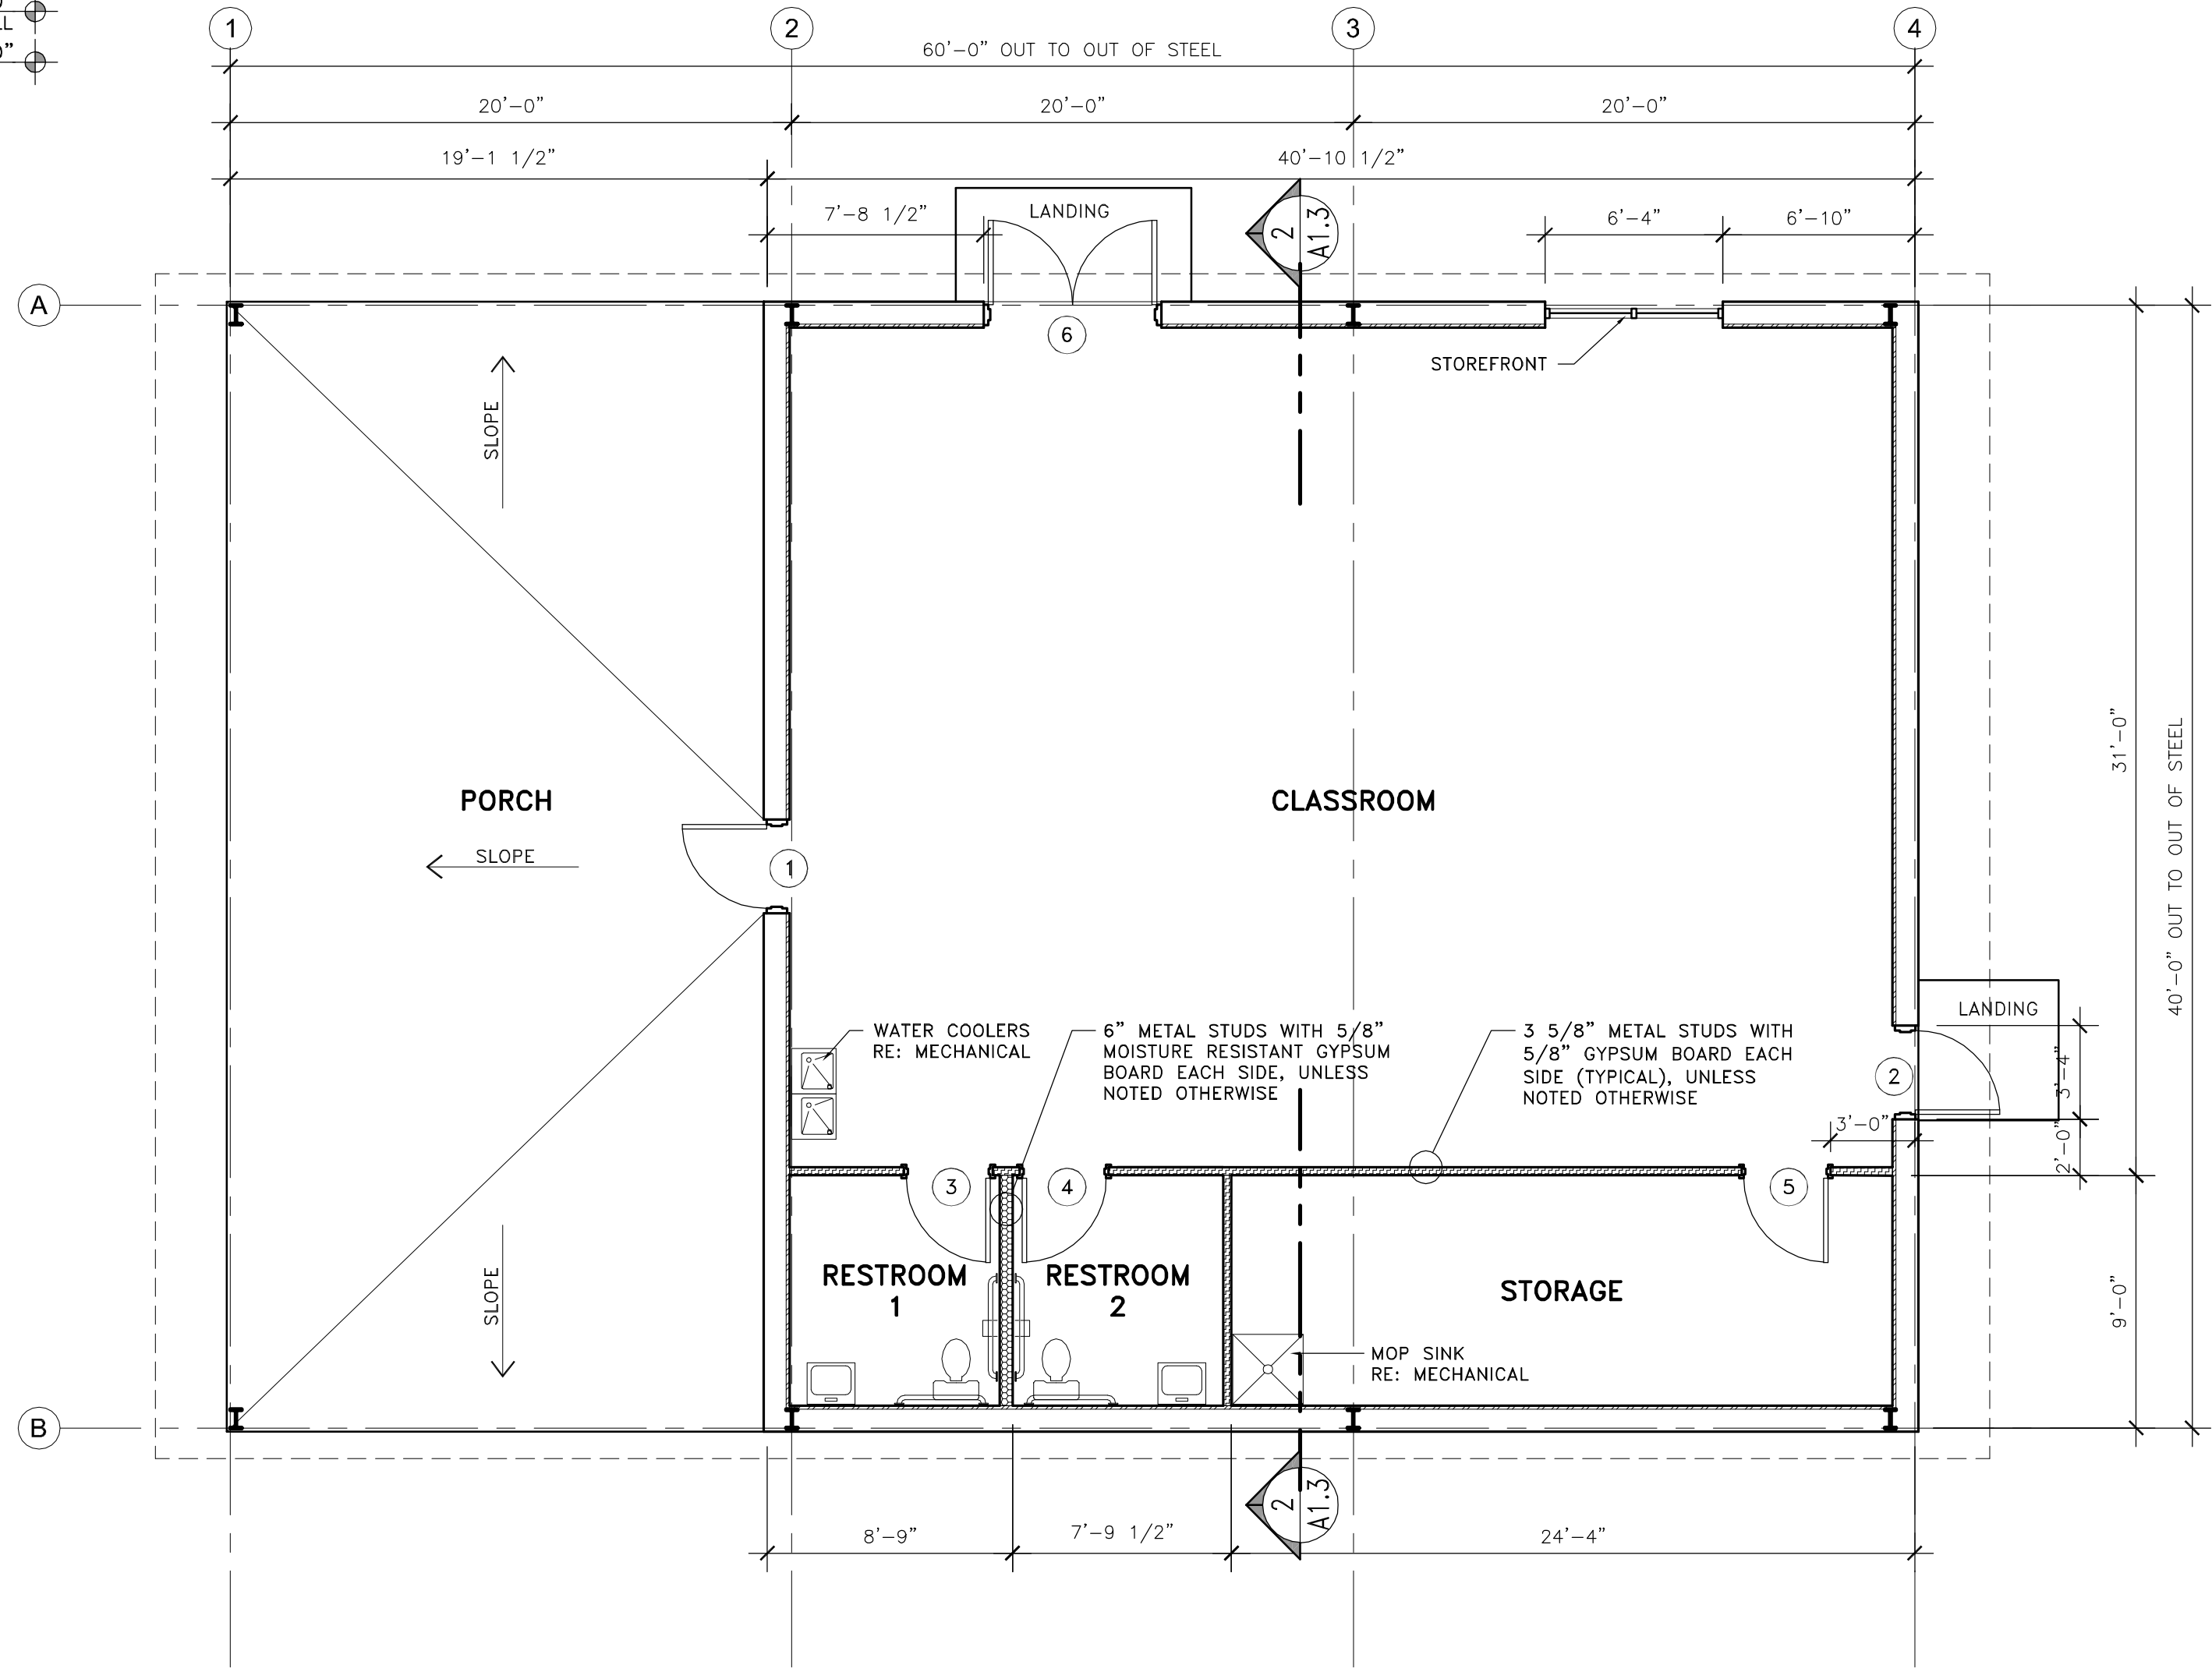 1
2
3
4
60'-0" OUT TO OUT OF STEEL
20'-0"
20'-0"
20'-0"
19'-1 1/2"
40'-10 1/2"
7'-8 1/2"
LANDING
2
A1.3
6'-4"
6'-10"
A
6
STOREFRONT
SLOPE
31'-0"
40'-0" OUT TO OUT OF STEEL
PORCH
CLASSROOM
SLOPE
1
WATER COOLERS
RE: MECHANICAL
6" METAL STUDS WITH 5/8"
MOISTURE RESISTANT GYPSUM
BOARD EACH SIDE, UNLESS
NOTED OTHERWISE
3 5/8" METAL STUDS WITH
5/8" GYPSUM BOARD EACH
SIDE (TYPICAL), UNLESS
NOTED OTHERWISE
LANDING
2
3'-4"
3'-0"
2'-0"
3
4
5
SLOPE
RESTROOM
1
RESTROOM
2
STORAGE
9'-0"
MOP SINK
RE: MECHANICAL
B
2
A1.3
8'-9"
7'-9 1/2"
24'-4"